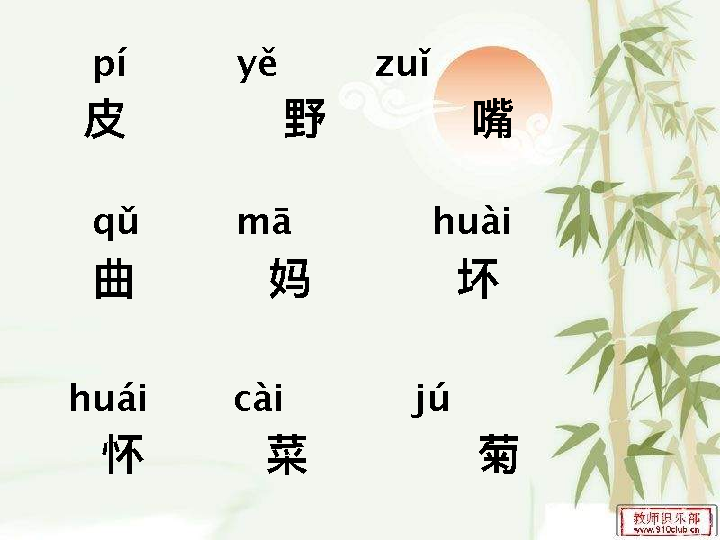 pí yě zuǐ
皮 野 嘴
qǔ mā huài
曲 妈 坏
huái cài jú
怀 菜 菊
教师俱乐部
www.910club.cn